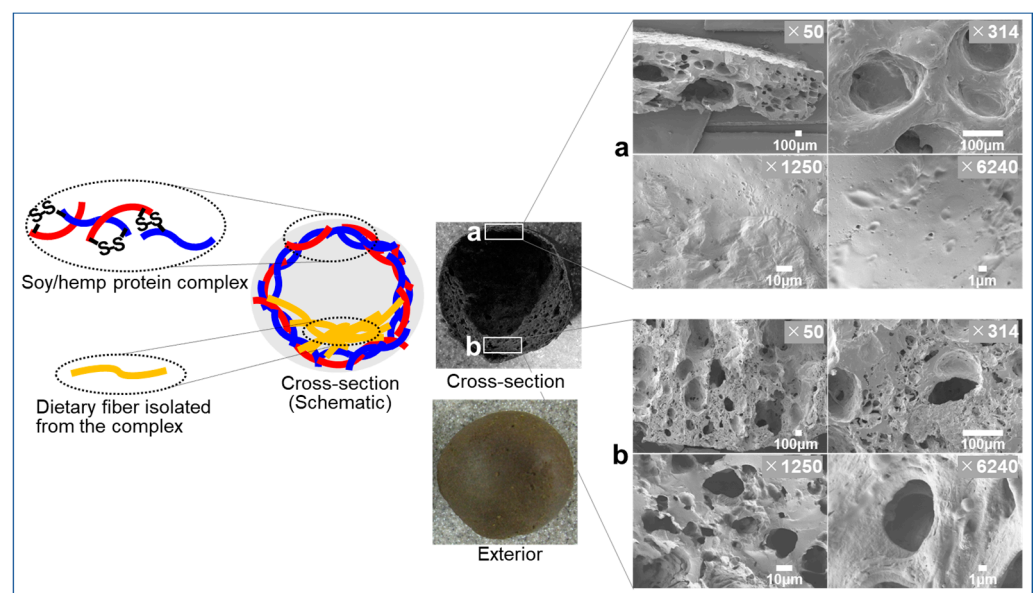 S-S
S-S
S-S
Soy/hemp protein complex
Dietary fiber isolated
from the complex
Cross-section
(Schematic)
a
b
Cross-section
Exterior
a
×50
100μm
×314
100μm
×1250
10μm
×6240
1μm
b
×50
100μm
×314
100μm
×1250
10μm
×6240
1μm